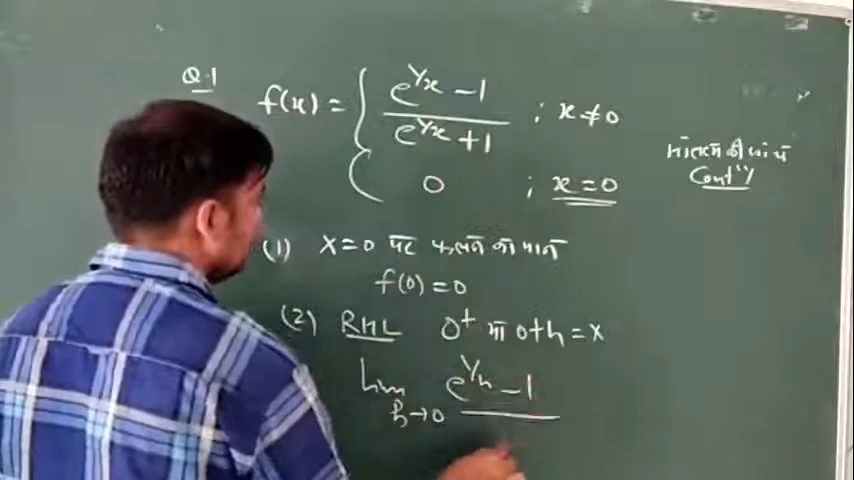 Q.1
f(x) = { (e^(1/x) - 1) / (e^(1/x) + 1) ; x ≠ 0
0 ; x = 0
सांतत्य की जांच
Cont^y
(1) x = 0 पर फलन का मान
f(0) = 0
(2) RHL 0⁺ या 0+h = x
lim h→0 e^(1/h) - 1